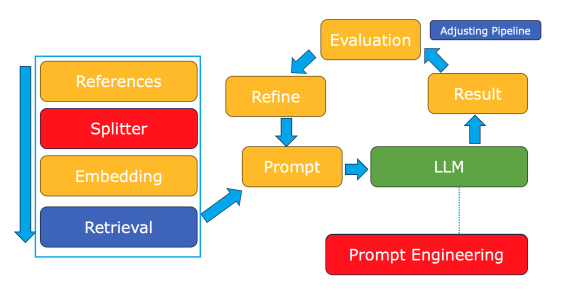 Evaluation
Adjusting Pipeline
References
Refine
Result
Splitter
Embedding
Prompt
LLM
Retrieval
Prompt Engineering